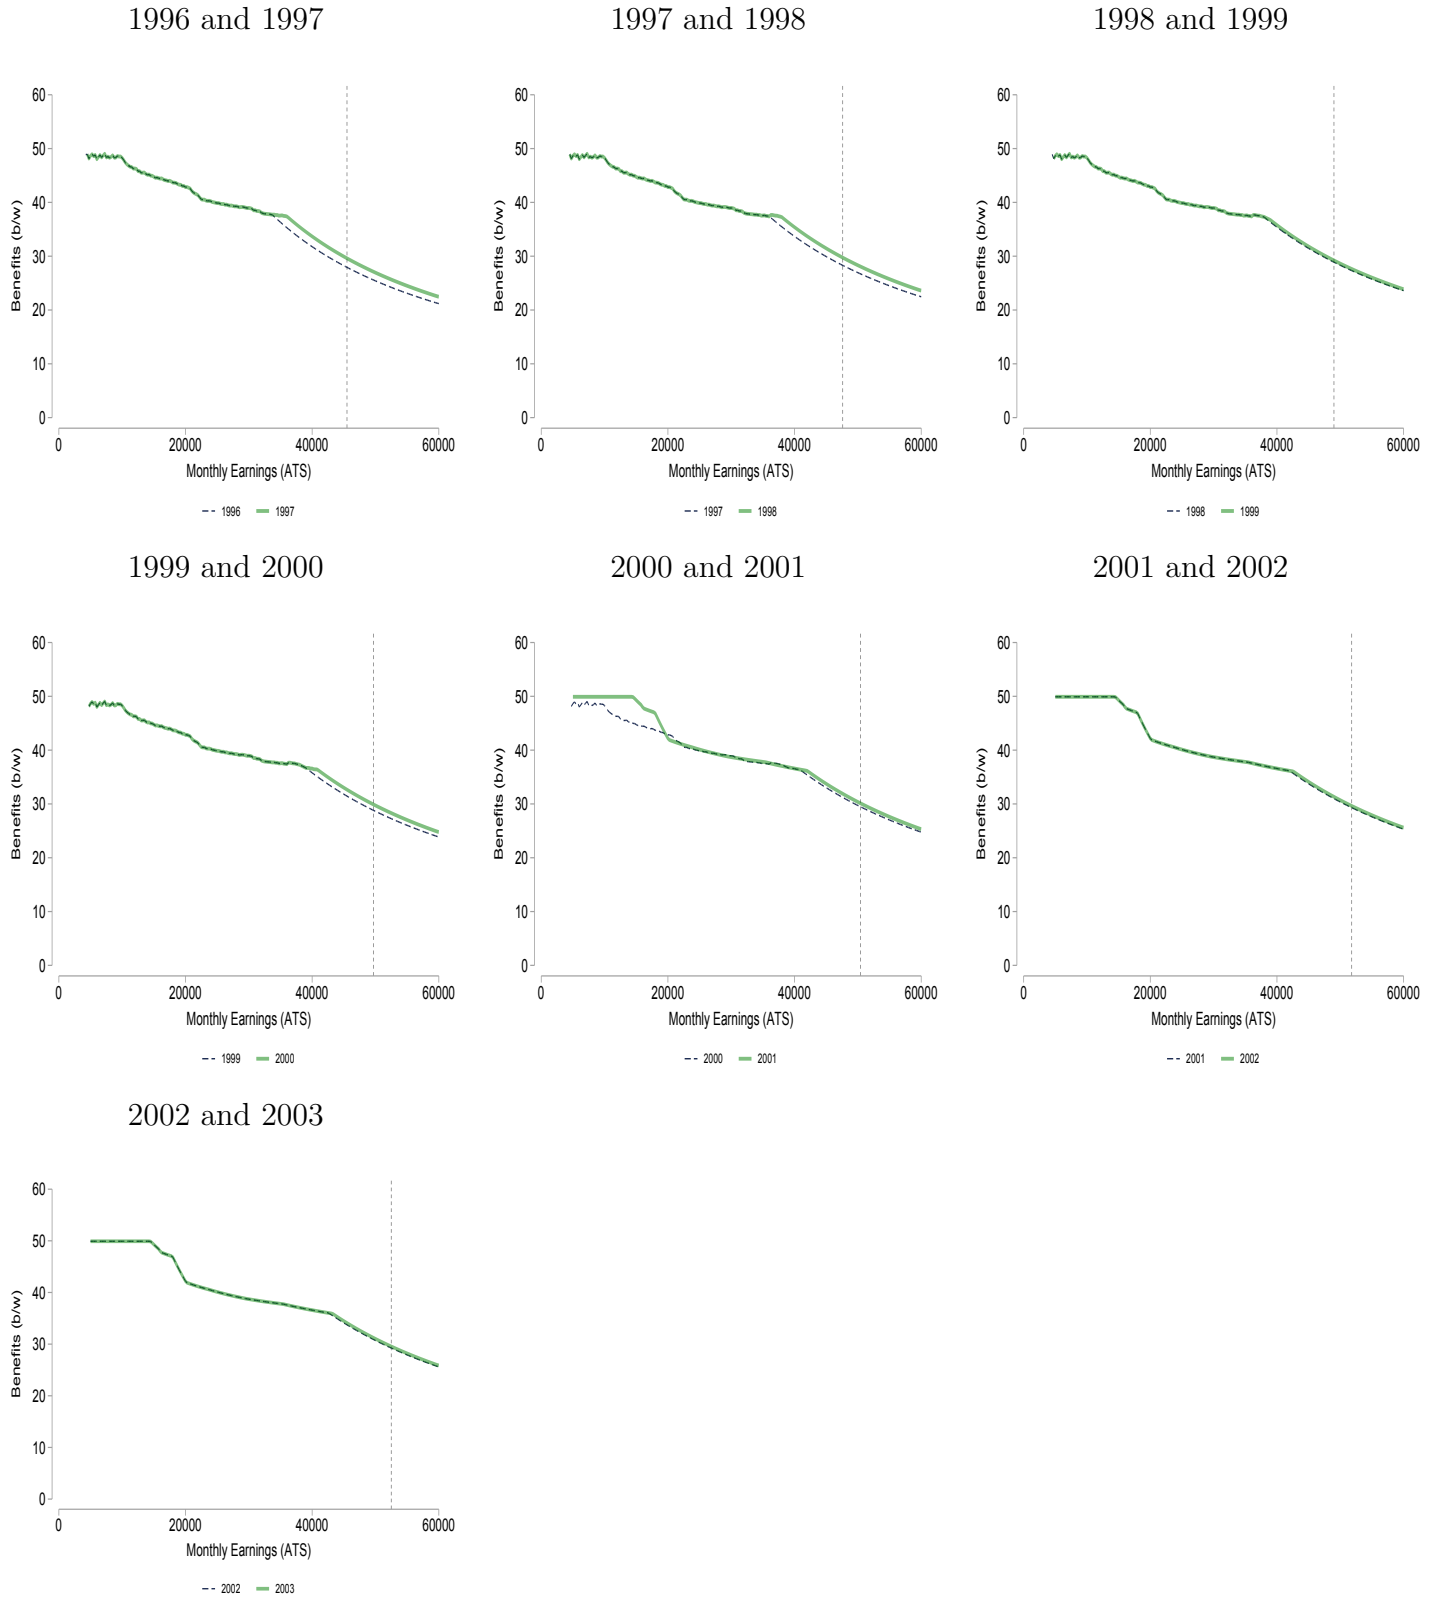 1996 and 1997
60
50
40
30
20
10
0
Benefits (b/w)
0 20000 40000 60000
Monthly Earnings (ATS)
1996 1997
1997 and 1998
60
50
40
30
20
10
0
Benefits (b/w)
0 20000 40000 60000
Monthly Earnings (ATS)
1997 1998
1998 and 1999
60
50
40
30
20
10
0
Benefits (b/w)
0 20000 40000 60000
Monthly Earnings (ATS)
1998 1999
1999 and 2000
60
50
40
30
20
10
0
Benefits (b/w)
0 20000 40000 60000
Monthly Earnings (ATS)
1999 2000
2000 and 2001
60
50
40
30
20
10
0
Benefits (b/w)
0 20000 40000 60000
Monthly Earnings (ATS)
2000 2001
2001 and 2002
60
50
40
30
20
10
0
Benefits (b/w)
0 20000 40000 60000
Monthly Earnings (ATS)
2001 2002
2002 and 2003
60
50
40
30
20
10
0
Benefits (b/w)
0 20000 40000 60000
Monthly Earnings (ATS)
2002 2003